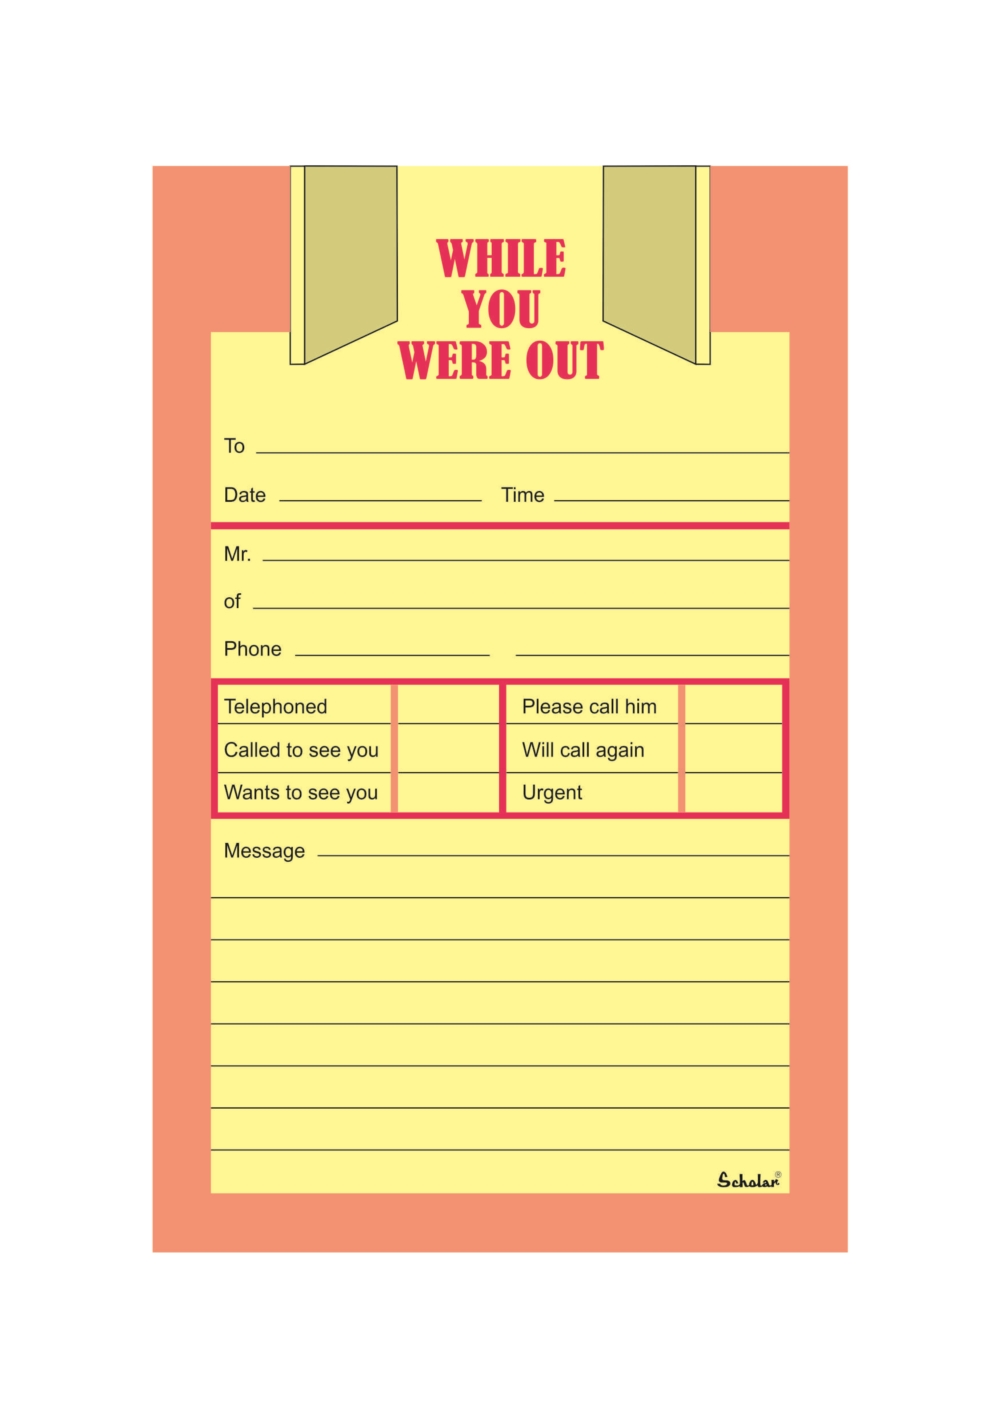 WHILE
YOU
WERE OUT
To
Date Time
Mr.
of
Phone
Telephoned Please call him
Called to see you Will call again
Wants to see you Urgent
Message
Scholar®